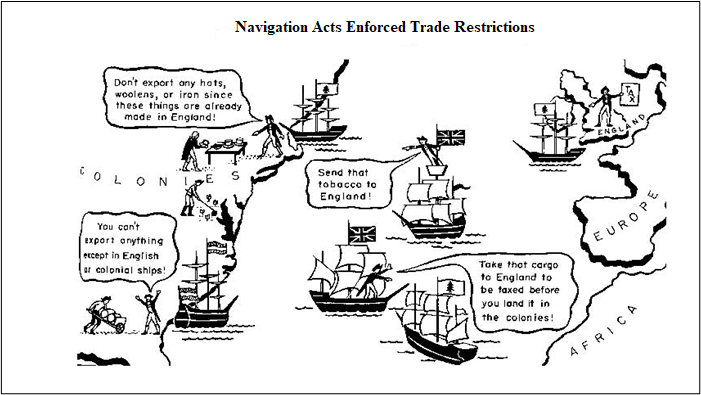 Navigation Acts Enforced Trade Restrictions
Don't export any hats,
woolens, or iron since
these things are already
made in England!
TAX
ENGLAND
COLONIES
Send that
tobacco to
England!
EUROPE
You can't
export anything
except in English
or colonial ships!
Take that cargo
to England to
be taxed before
you land it in
the colonies!
AFRICA